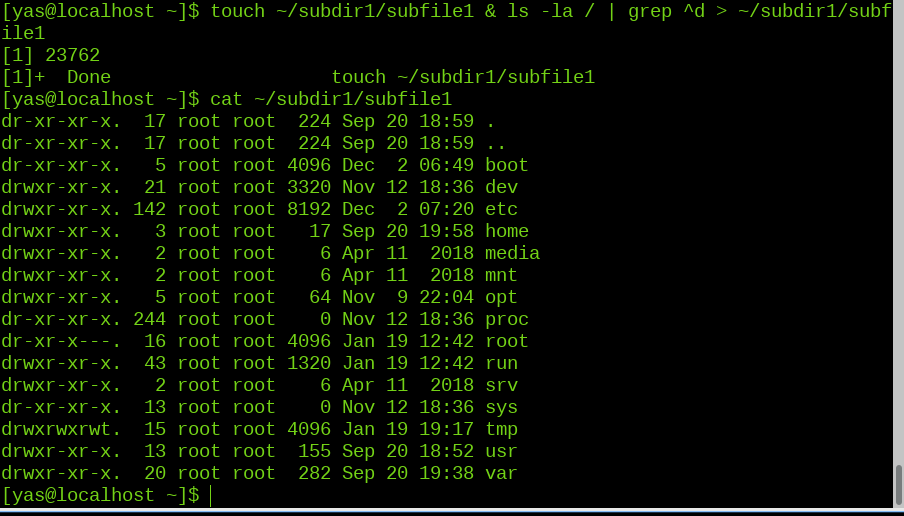 [yas@localhost ~]$ touch ~/subdir1/subfile1 & ls -la / | grep ^d > ~/subdir1/subf
ile1
[1] 23762
[1]+  Done                    touch ~/subdir1/subfile1
[yas@localhost ~]$ cat ~/subdir1/subfile1
dr-xr-xr-x.  17 root root  224 Sep 20 18:59 .
dr-xr-xr-x.  17 root root  224 Sep 20 18:59 ..
dr-xr-xr-x.   5 root root 4096 Dec  2 06:49 boot
drwxr-xr-x.  21 root root 3320 Nov 12 18:36 dev
drwxr-xr-x. 142 root root 8192 Dec  2 07:20 etc
drwxr-xr-x.   3 root root   17 Sep 20 19:58 home
drwxr-xr-x.   2 root root    6 Apr 11  2018 media
drwxr-xr-x.   2 root root    6 Apr 11  2018 mnt
drwxr-xr-x.   5 root root   64 Nov  9 22:04 opt
dr-xr-xr-x. 244 root root    0 Nov 12 18:36 proc
dr-xr-x---.  16 root root 4096 Jan 19 12:42 root
drwxr-xr-x.  43 root root 1320 Jan 19 12:42 run
drwxr-xr-x.   2 root root    6 Apr 11  2018 srv
dr-xr-xr-x.  13 root root    0 Nov 12 18:36 sys
drwxrwxrwt.  15 root root 4096 Jan 19 19:17 tmp
drwxr-xr-x.  13 root root  155 Sep 20 18:52 usr
drwxr-xr-x.  20 root root  282 Sep 20 19:38 var
[yas@localhost ~]$